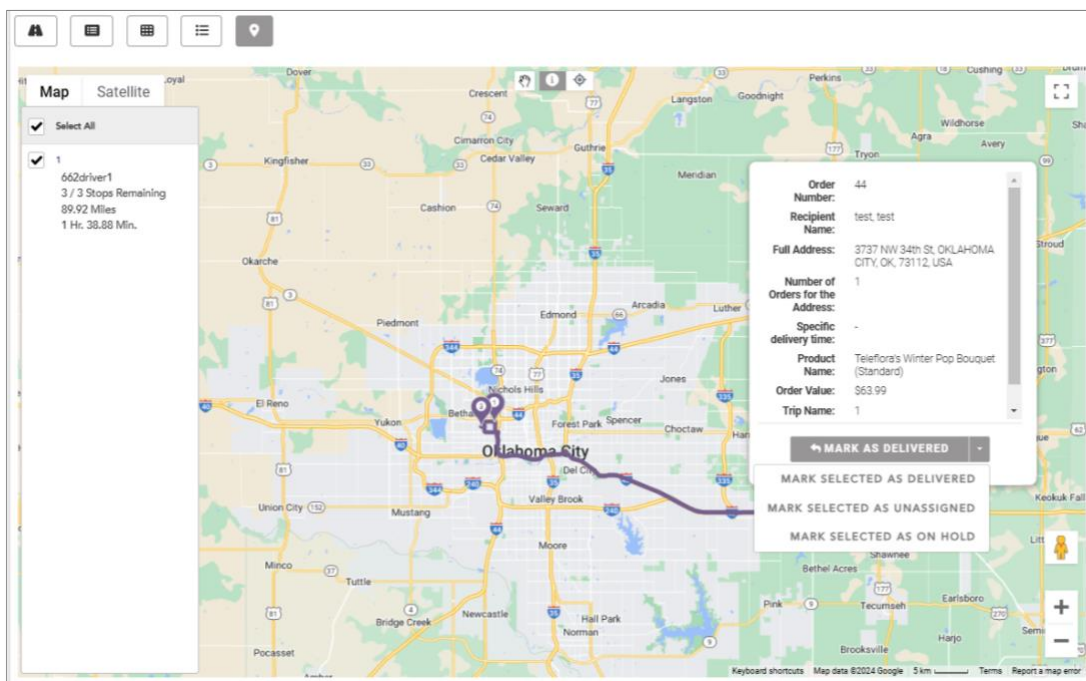 Map
Satellite
Select All
1
662driver1
3 / 3 Stops Remaining
89.92 Miles
1 Hr. 38.88 Min.
Dover
Crescent
Langston
Goodnight
Perkins
Cushing
Cimarron City
Cedar Valley
Guthrie
Wildhorse
Agra
Avery
Tryon
Kingfisher
Meridian
Cashion
Seward
Stroud
Okarche
Arcadia
Luther
Edmond
Piedmont
Jones
Nichols Hills
El Reno
Yukon
Forest Park
Spencer
Choctaw
Oklahoma City
Del City
Valley Brook
Union City
Mustang
Keokuk Fall
Moore
Minco
Tuttle
Shawnee
Bethel Acres
Bridge Creek
Newcastle
Hall Park
Norman
Pink
Tecumseh
Earlsboro
Harjo
Pocasset
Brooksville
Order Number: 44
Recipient Name: test, test
Full Address: 3737 NW 34th St, OKLAHOMA
CITY, OK, 73112, USA
Number of Orders for the Address: 1
Specific delivery time: -
Product Name: Teleflora's Winter Pop Bouquet
(Standard)
Order Value: $63.99
Trip Name: 1
MARK AS DELIVERED
MARK SELECTED AS DELIVERED
MARK SELECTED AS UNASSIGNED
MARK SELECTED AS ON HOLD
Keyboard shortcuts
Map data ©2024 Google
5 km
Terms
Report a map error